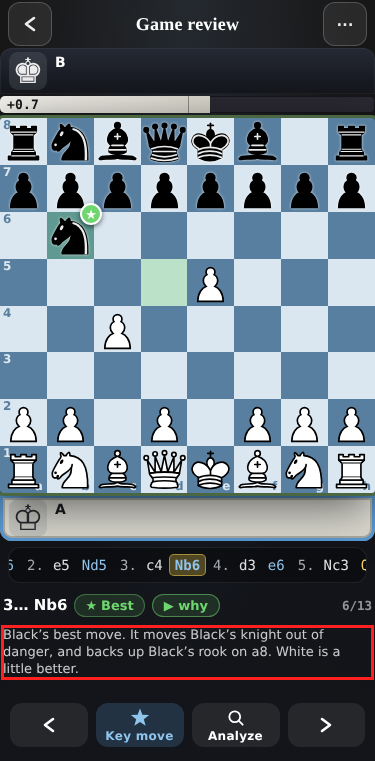 Game review
...
B
+0.7
8
7
6
5
4
3
2
1
e
A
6 2. e5 Nd5 3. c4 Nb6 4. d3 e6 5. Nc3
3... Nb6 ★ Best ▶ why 6/13
Black’s best move. It moves Black’s knight out of
danger, and backs up Black’s rook on a8. White is a
little better.
Key move Analyze